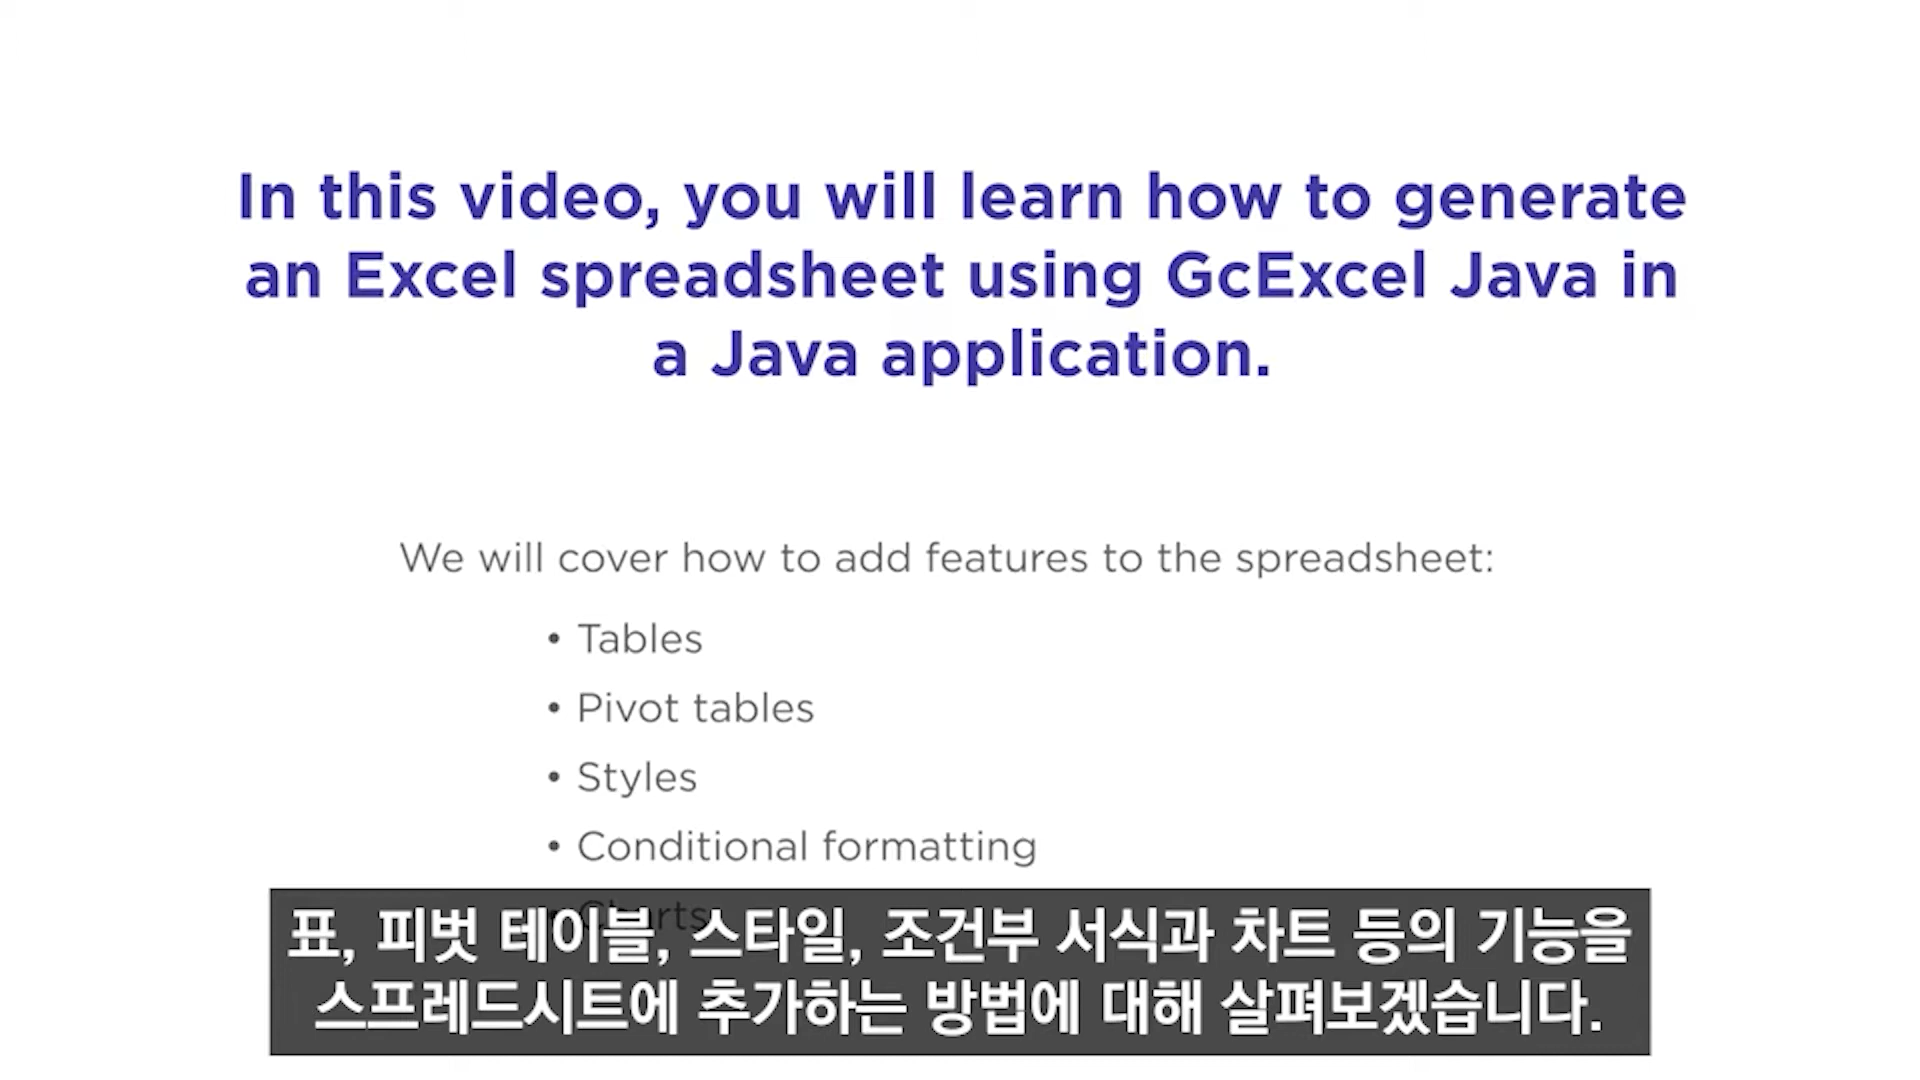 In this video, you will learn how to generate
an Excel spreadsheet using GcExcel Java in
a Java application.
We will cover how to add features to the spreadsheet:
• Tables
• Pivot tables
• Styles
• Conditional formatting
• Charts
표, 피벗 테이블, 스타일, 조건부 서식과 차트 등의 기능을
스프레드시트에 추가하는 방법에 대해 살펴보겠습니다.